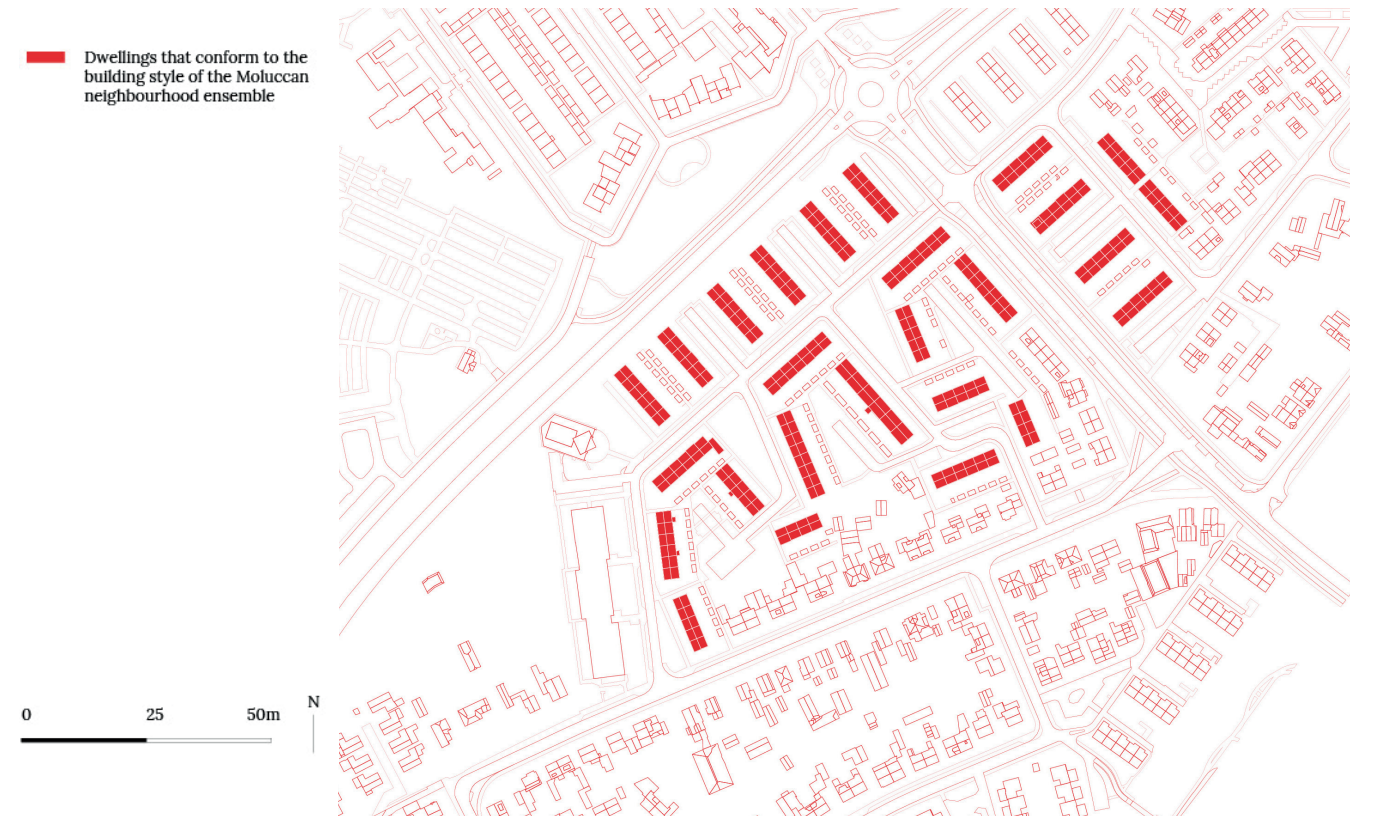 Dwellings that conform to the
building style of the Moluccan
neighbourhood ensemble
N
0 25 50m